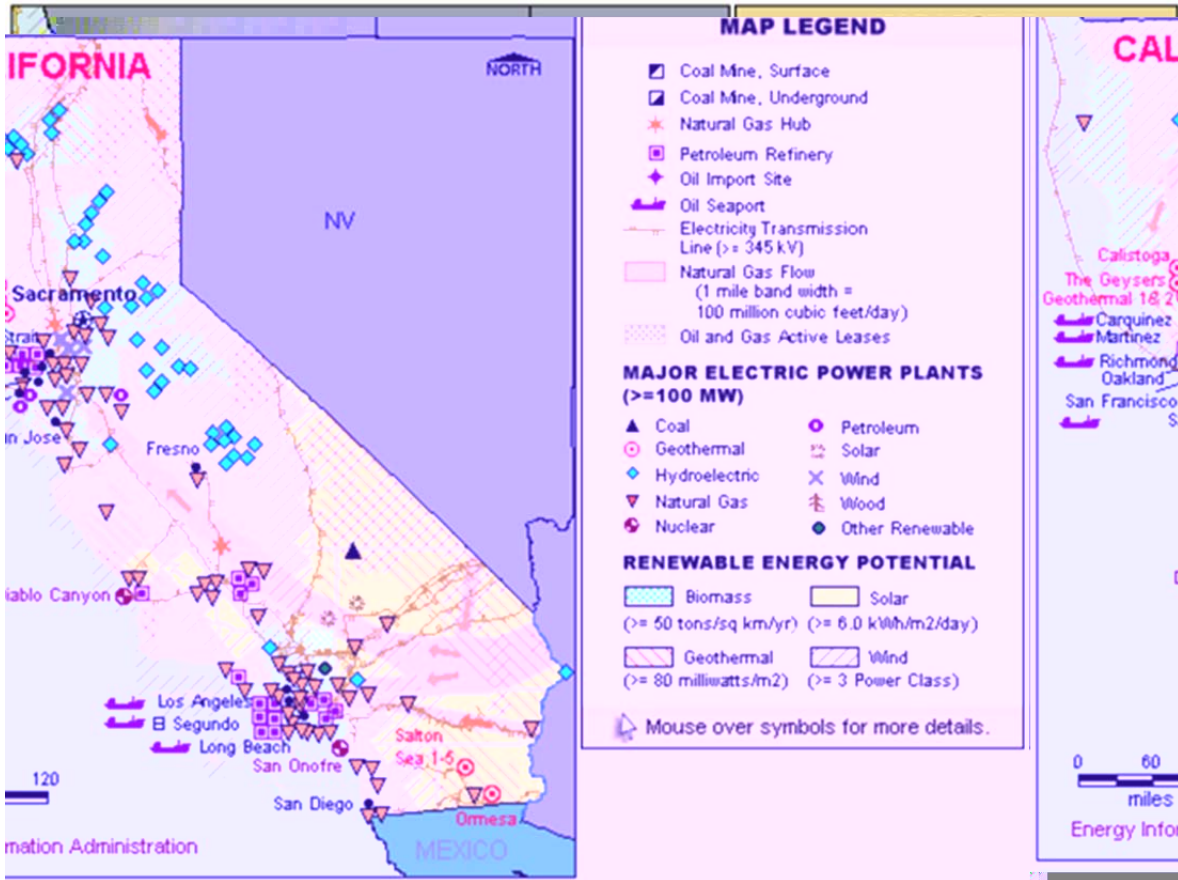 IFORNIA
NORTH
NV
Sacramento
trait
n Jose
Fresno
iablo Canyon
Los Angeles
El Segundo
Long Beach
San Onofre
Salton
Sea 1-5
San Diego
Ormesa
120
mation Administration
MEXICO
MAP LEGEND
Coal Mine, Surface
Coal Mine, Underground
Natural Gas Hub
Petroleum Refinery
Oil Import Site
Oil Seaport
Electricity Transmission
Line (>= 345 kV)
Natural Gas Flow
(1 mile band width =
100 million cubic feet/day)
Oil and Gas Active Leases
MAJOR ELECTRIC POWER PLANTS
(>=100 MW)
Coal
Petroleum
Geothermal
Solar
Hydroelectric
Wind
Natural Gas
Wood
Nuclear
Other Renewable
RENEWABLE ENERGY POTENTIAL
Biomass
(>= 50 tons/sq km/yr)
Solar
(>= 6.0 kWh/m2/day)
Geothermal
(>= 80 milliwatts/m2)
Wind
(>= 3 Power Class)
Mouse over symbols for more details.
CAL
Calistoga
The Geysers
Geothermal 1& 2
Carquinez
Martinez
Richmond
Oakland
San Francisco
S
0 60
miles
Energy Infor